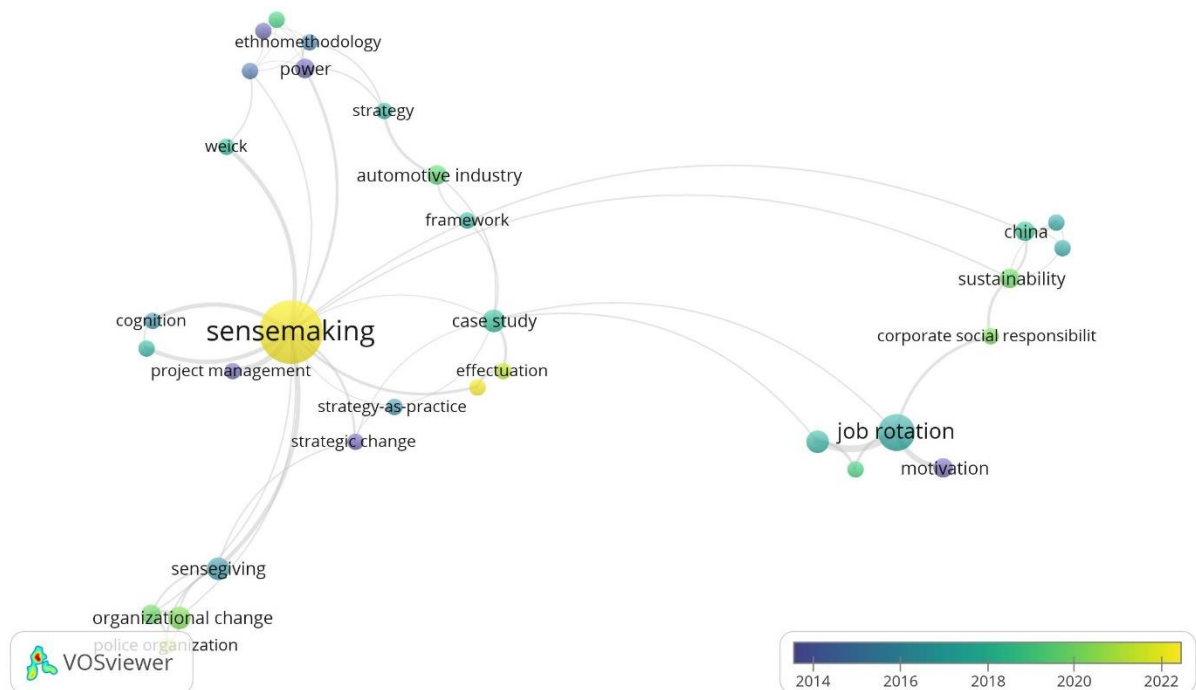 ethnomethodology
power
strategy
weick
automotive industry
framework
china
sustainability
cognition
sensemaking
case study
corporate social responsibilit
project management
effectuation
strategy-as-practice
job rotation
strategic change
motivation
sensegiving
organizational change
police organization
VOSviewer
2014 2016 2018 2020 2022